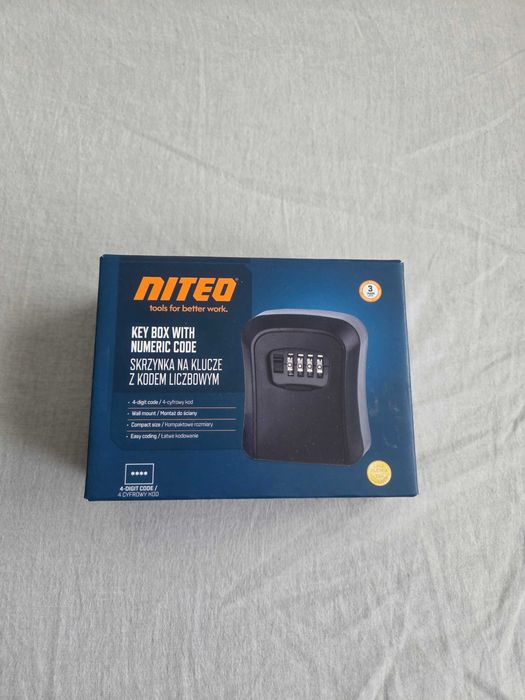 NITEO
tools for better work.
KEY BOX WITH
NUMERIC CODE
SKRZYNKA NA KLUCZE
Z KODEM LICZBOWYM
• 4-digit code / 4-cyfrowy kod
• Wall mount / Montaż do ściany
• Compact size / Kompaktowe rozmiary
• Easy coding / Łatwe kodowanie
4-DIGIT CODE /
4 CYFROWY KOD
3